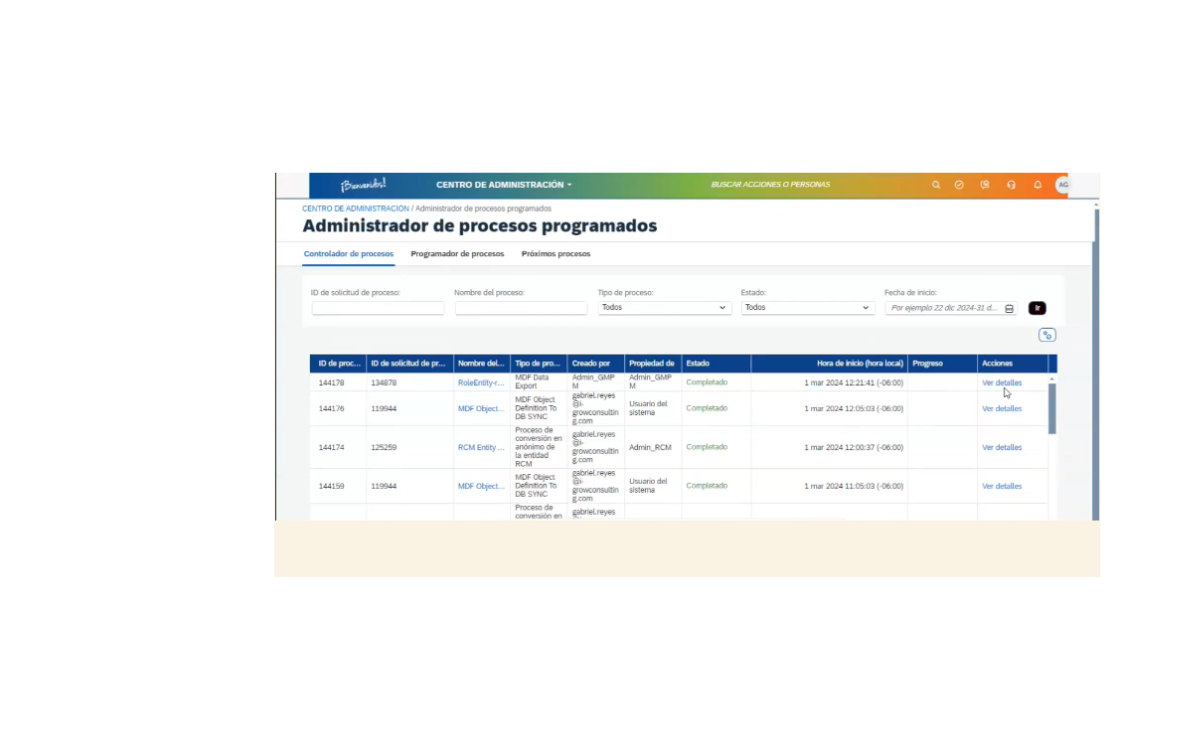 ¡Bienvenidos!
CENTRO DE ADMINISTRACIÓN
BUSCAR ACCIONES O PERSONAS
AG
CENTRO DE ADMINISTRACIÓN / Administrador de procesos programados
Administrador de procesos programados
Controlador de procesos Programador de procesos Próximos procesos
ID de solicitud de proceso: Nombre del proceso: Tipo de proceso: Estado: Fecha de inicio:
Todos Todos Por ejemplo 22 dic 2024-31 d... Ir
ID de proc... ID de solicitud de pr... Nombre del... Tipo de pro... Creado por Propiedad de Estado Hora de inicio (hora local) Progreso Acciones
144178 134878 RoleEntity-r... MDF Data Export Admin_GMPM Admin_GMPM Completado 1 mar 2024 12:21:41 (-06:00) Ver detalles
144176 119944 MDF Object... MDF Object Definition To DB SYNC gabriel.reyes@i-growconsulting.com Usuario del sistema Completado 1 mar 2024 12:05:03 (-06:00) Ver detalles
144174 125259 RCM Entity ... Proceso de conversión en anónimo de la entidad RCM gabriel.reyes@i-growconsulting.com Admin_RCM Completado 1 mar 2024 12:00:37 (-06:00) Ver detalles
144159 119944 MDF Object... MDF Object Definition To DB SYNC gabriel.reyes@i-growconsulting.com Usuario del sistema Completado 1 mar 2024 11:05:03 (-06:00) Ver detalles
Proceso de conversión en gabriel.reyes